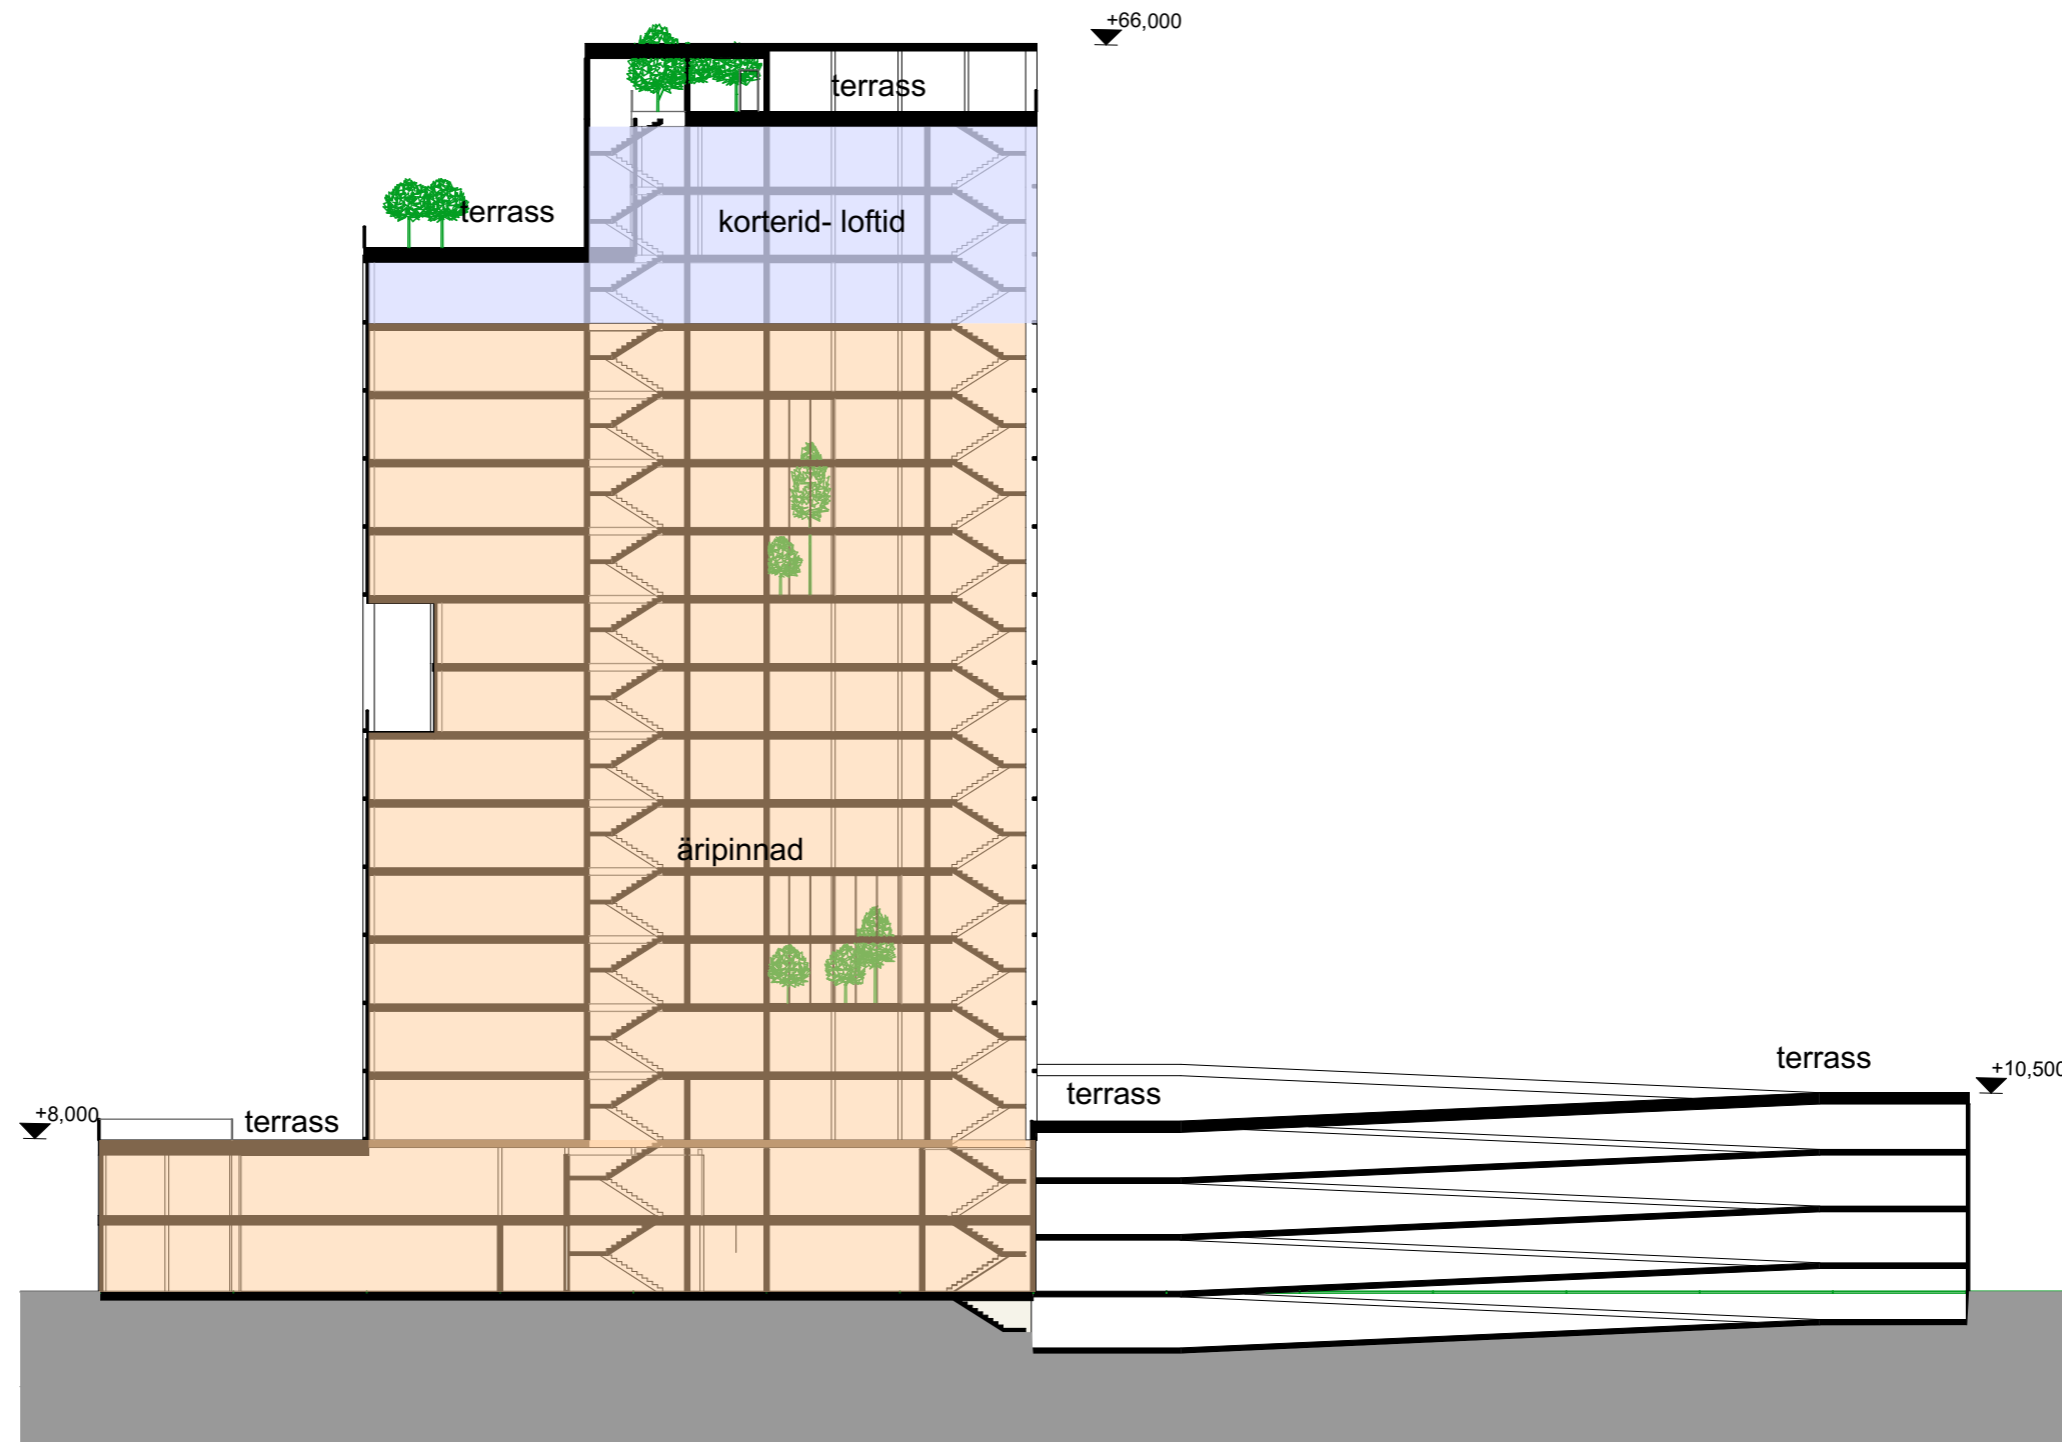 +66,000
terrass
terrass
korterid- loftid
äripinnad
terrass
+10,500
terrass
+8,000
terrass